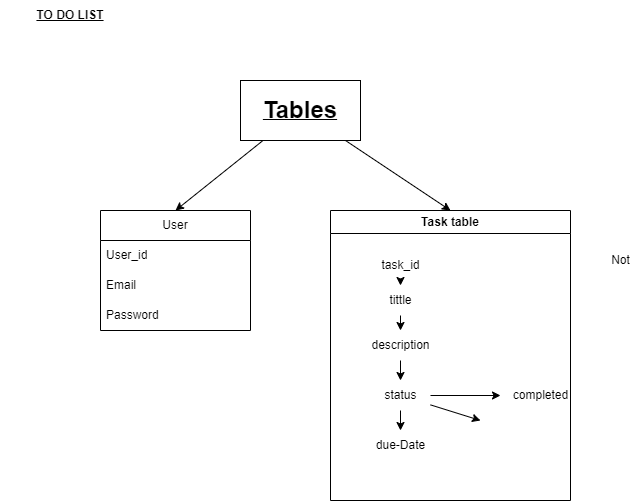 TO DO LIST
Tables
User
User_id
Email
Password
Task table
task_id
tittle
description
status
completed
due-Date
Not